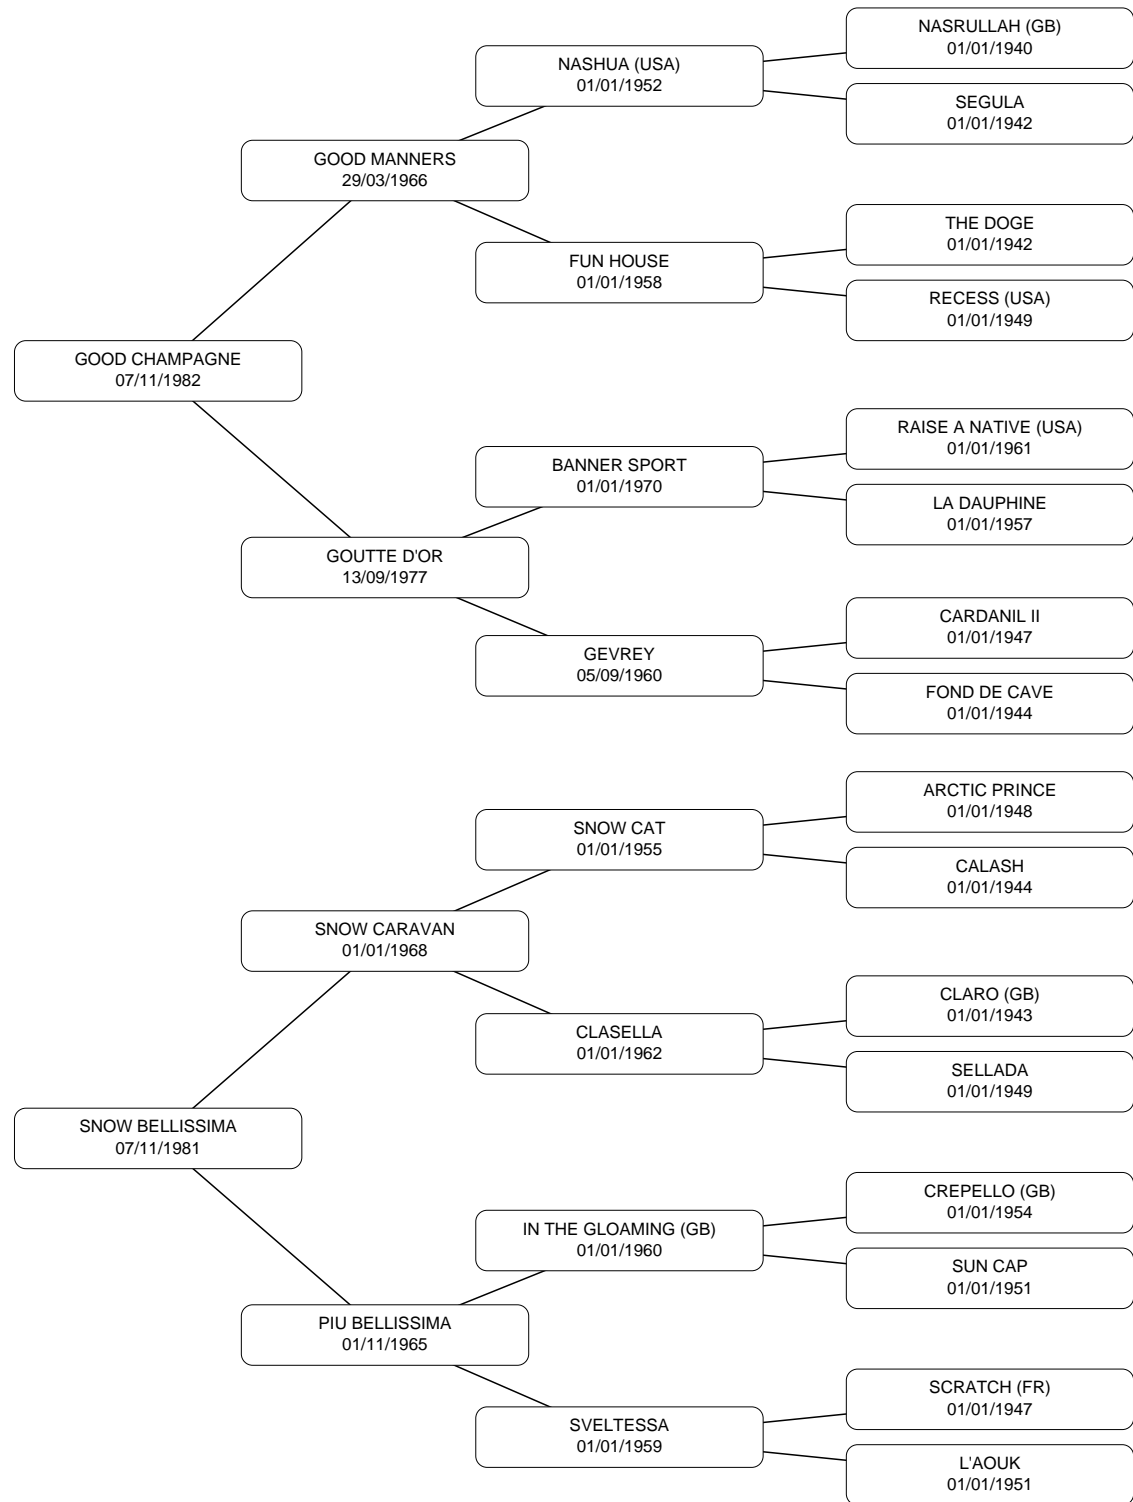 NASRULLAH (GB)
01/01/1940
NASHUA (USA)
01/01/1952
SEGULA
01/01/1942
GOOD MANNERS
29/03/1966
THE DOGE
01/01/1942
FUN HOUSE
01/01/1958
RECESS (USA)
01/01/1949
GOOD CHAMPAGNE
07/11/1982
RAISE A NATIVE (USA)
01/01/1961
BANNER SPORT
01/01/1970
LA DAUPHINE
01/01/1957
GOUTTE D'OR
13/09/1977
CARDANIL II
01/01/1947
GEVREY
05/09/1960
FOND DE CAVE
01/01/1944
ARCTIC PRINCE
01/01/1948
SNOW CAT
01/01/1955
CALASH
01/01/1944
SNOW CARAVAN
01/01/1968
CLARO (GB)
01/01/1943
CLASELLA
01/01/1962
SELLADA
01/01/1949
SNOW BELLISSIMA
07/11/1981
CREPELLO (GB)
01/01/1954
IN THE GLOAMING (GB)
01/01/1960
SUN CAP
01/01/1951
PIU BELLISSIMA
01/11/1965
SCRATCH (FR)
01/01/1947
SVELTESSA
01/01/1959
L'AOUK
01/01/1951